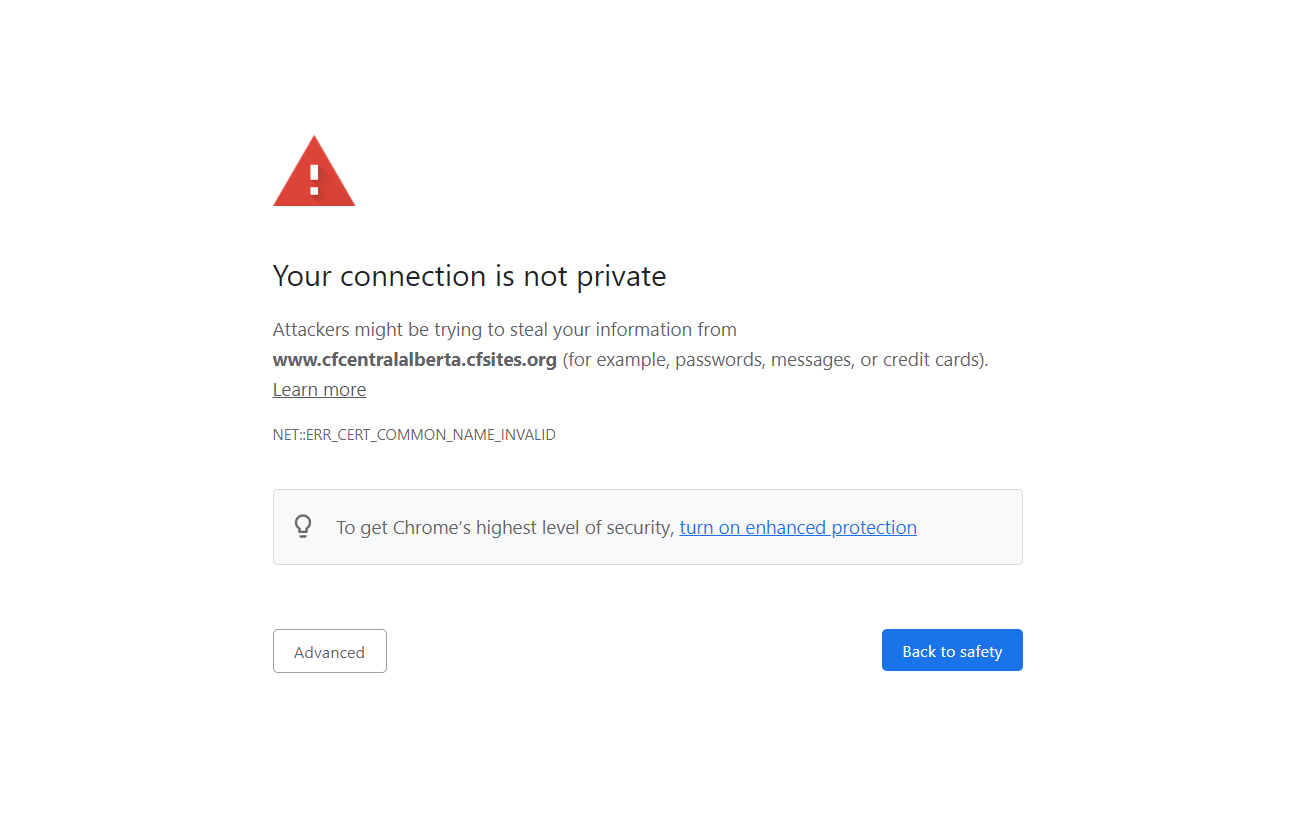 Your connection is not private
Attackers might be trying to steal your information from
www.cfcentralalberta.cfsites.org (for example, passwords, messages, or credit cards).
Learn more
NET::ERR_CERT_COMMON_NAME_INVALID
To get Chrome's highest level of security, turn on enhanced protection
Advanced
Back to safety